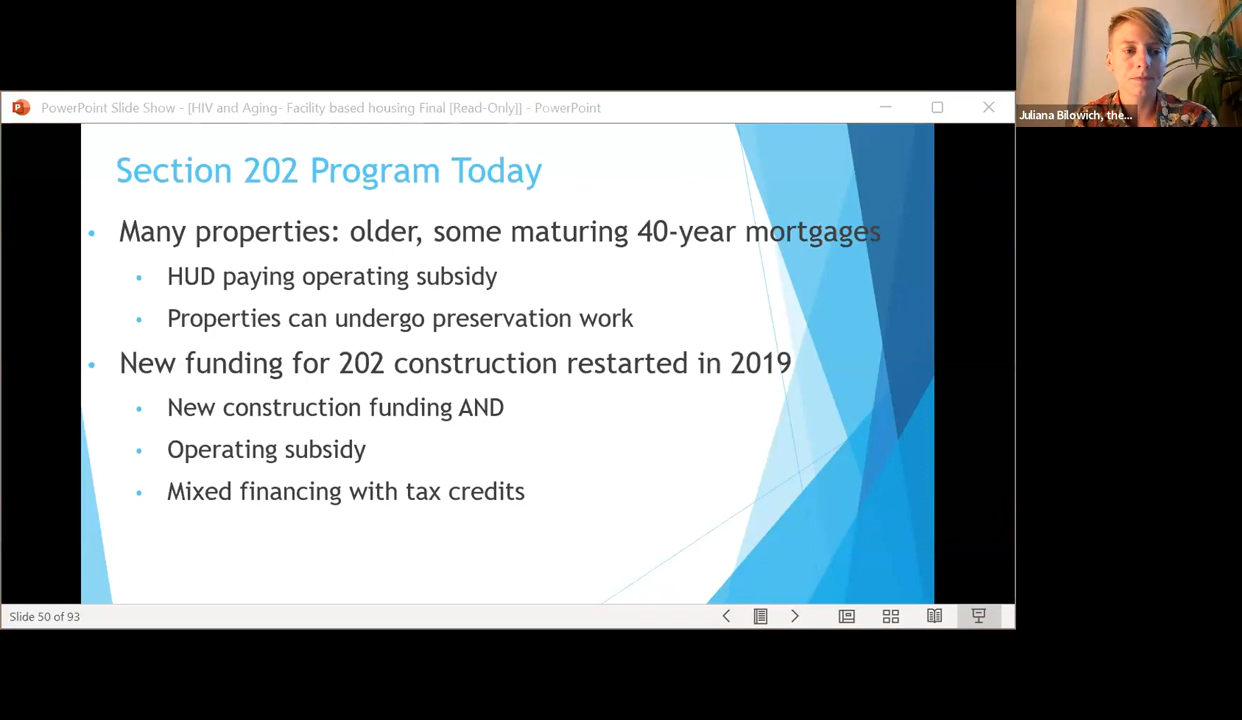 PowerPoint Slide Show - [HIV and Aging- Facility based housing Final [Read-Only]] - PowerPoint
Juliana Bilowich, the...
Section 202 Program Today
• Many properties: older, some maturing 40-year mortgages
• HUD paying operating subsidy
• Properties can undergo preservation work
• New funding for 202 construction restarted in 2019
• New construction funding AND
• Operating subsidy
• Mixed financing with tax credits
Slide 50 of 93